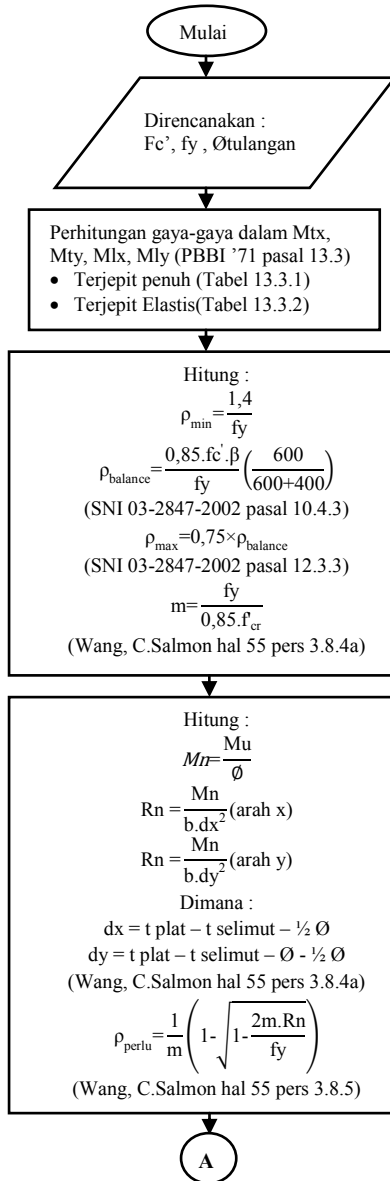 Mulai
Direncanakan :
Fc’, fy , Øtulangan
Perhitungan gaya-gaya dalam Mtx,
Mty, Mlx, Mly (PBBI ’71 pasal 13.3)
• Terjepit penuh (Tabel 13.3.1)
• Terjepit Elastis(Tabel 13.3.2)
Hitung :
ρ_min=1,4/fy
ρ_balance=0,85.fc'.β/fy (600/(600+400))
(SNI 03-2847-2002 pasal 10.4.3)
ρ_max=0,75×ρ_balance
(SNI 03-2847-2002 pasal 12.3.3)
m=fy/0,85.f'_cr
(Wang, C.Salmon hal 55 pers 3.8.4a)
Hitung :
Mn=Mu/∅
Rn =Mn/b.dx²(arah x)
Rn =Mn/b.dy²(arah y)
Dimana :
dx = t plat – t selimut – ½ Ø
dy = t plat – t selimut – Ø - ½ Ø
(Wang, C.Salmon hal 55 pers 3.8.4a)
ρ_perlu=1/m(1-√(1-2m.Rn/fy))
(Wang, C.Salmon hal 55 pers 3.8.5)
A